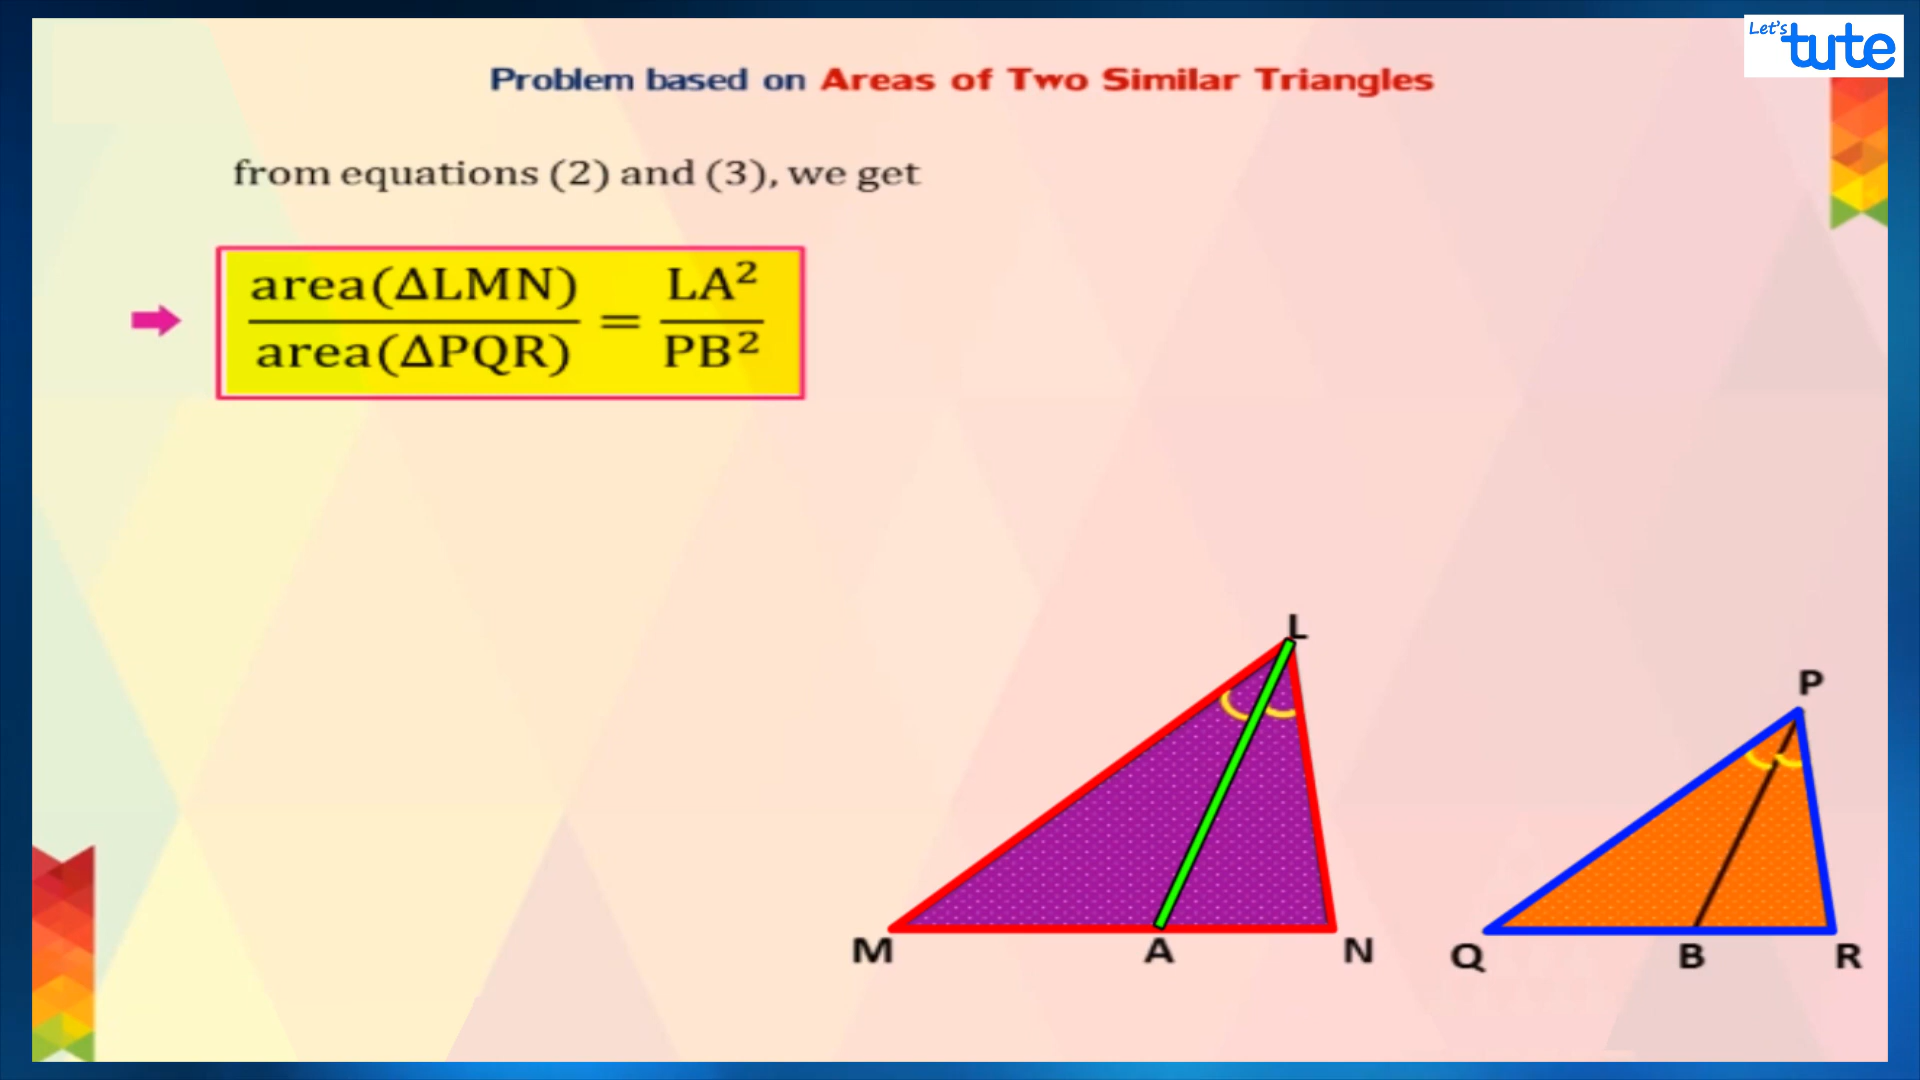 Let's tute
Problem based on Areas of Two Similar Triangles
from equations (2) and (3), we get
area(ΔLMN) / area(ΔPQR) = LA² / PB²
L
P
M A N
Q B R